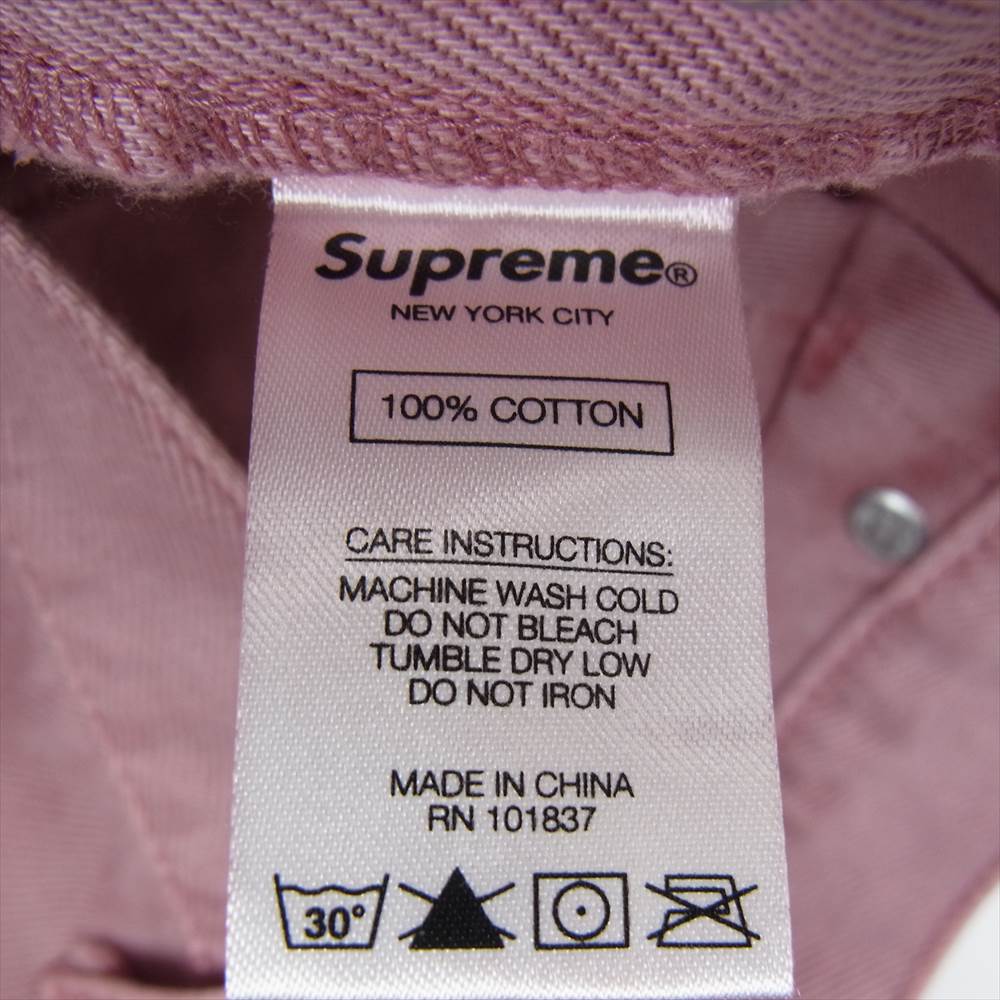 Supreme®
NEW YORK CITY
100% COTTON
CARE INSTRUCTIONS:
MACHINE WASH COLD
DO NOT BLEACH
TUMBLE DRY LOW
DO NOT IRON
MADE IN CHINA
RN 101837
30°